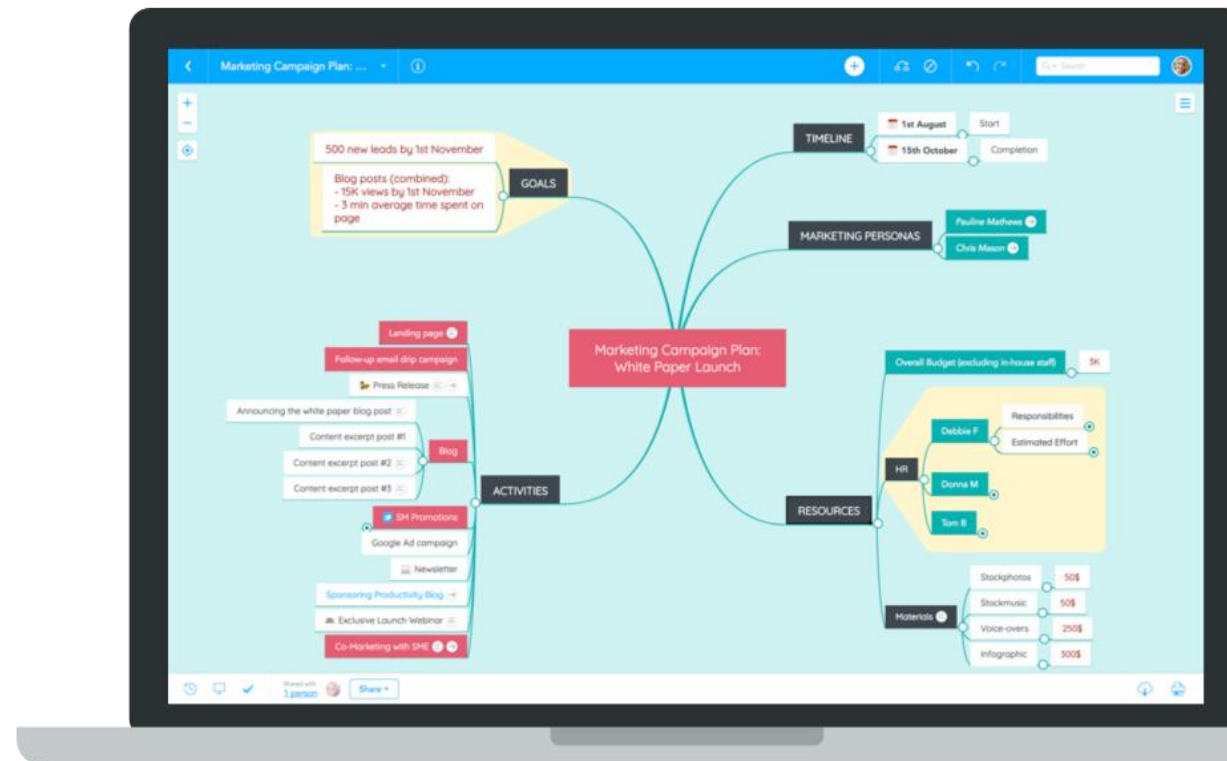 Marketing Campaign Plan: ...
Search
500 new leads by 1st November
Blog posts (combined):
- 15K views by 1st November
- 3 min average time spent on
page
GOALS
TIMELINE
1st August
Start
15th October
Completion
MARKETING PERSONAS
Pauline Mathews
Chris Mason
Marketing Campaign Plan:
White Paper Launch
Landing page
Follow-up email drip campaign
Press Release
Announcing the white paper blog post
Content excerpt post #1
Content excerpt post #2
Content excerpt post #3
Blog
ACTIVITIES
SM Promotions
Google Ad campaign
Newsletter
Sponsoring Productivity Blog
Exclusive Launch Webinar
Co-Marketing with SME
RESOURCES
Overall Budget (excluding in-house staff)
3K
HR
Debbie F
Responsibilities
Estimated Effort
Donna M
Tom B
Materials
Stockphotos
50$
Stockmusic
50$
Voice-overs
250$
Infographic
300$
Shared with
1 person
Share